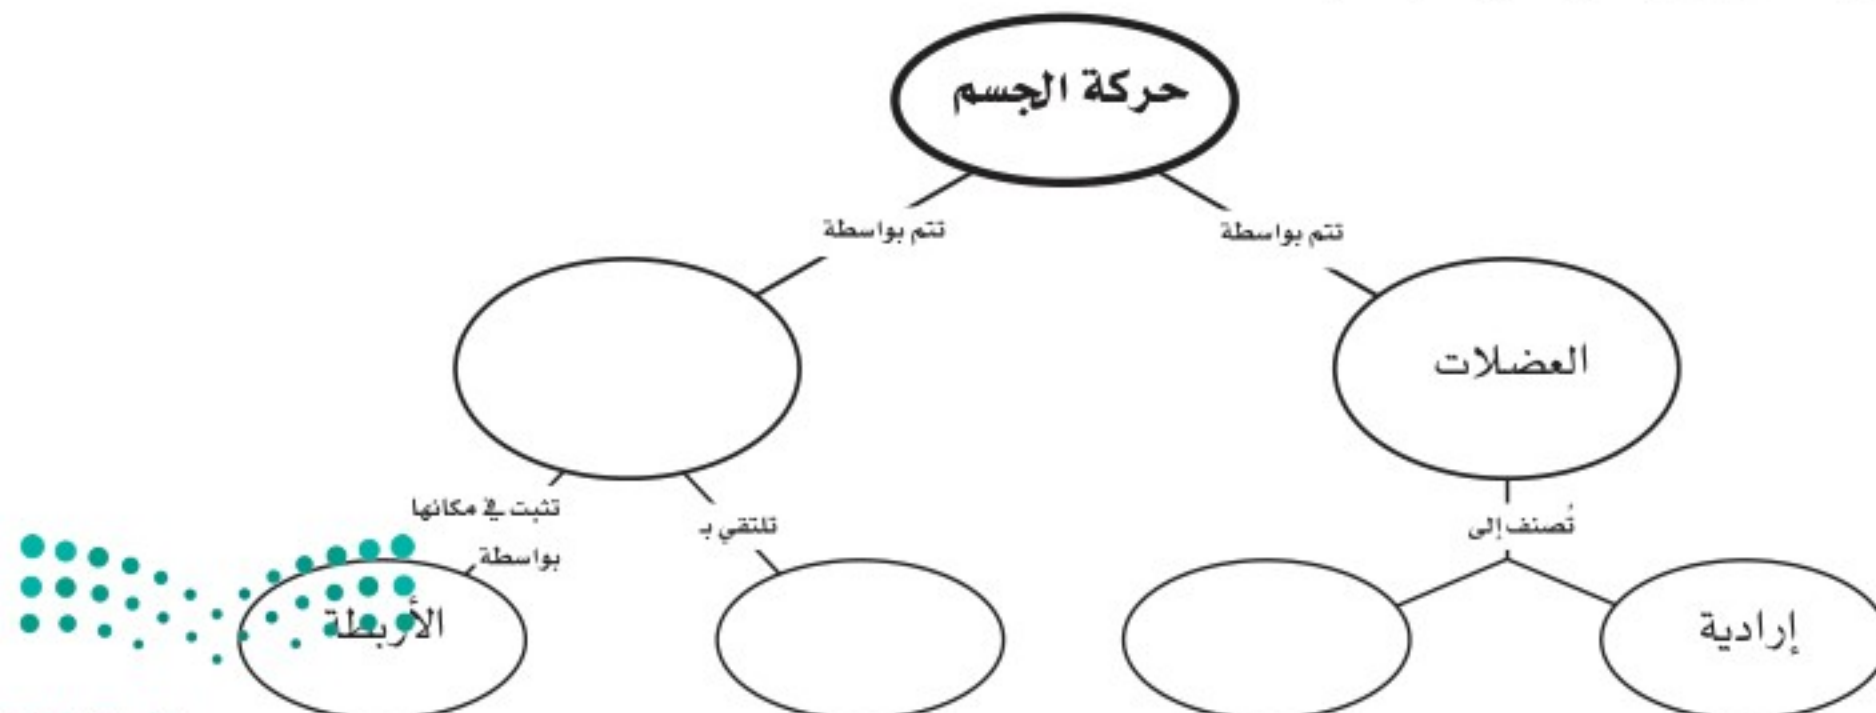 حركة الجسم
تتم بواسطة
تتم بواسطة
العضلات
تُصنف إلى
تلتقي بـ
تثبت في مكانها
بواسطة
إرادية
الأربطة